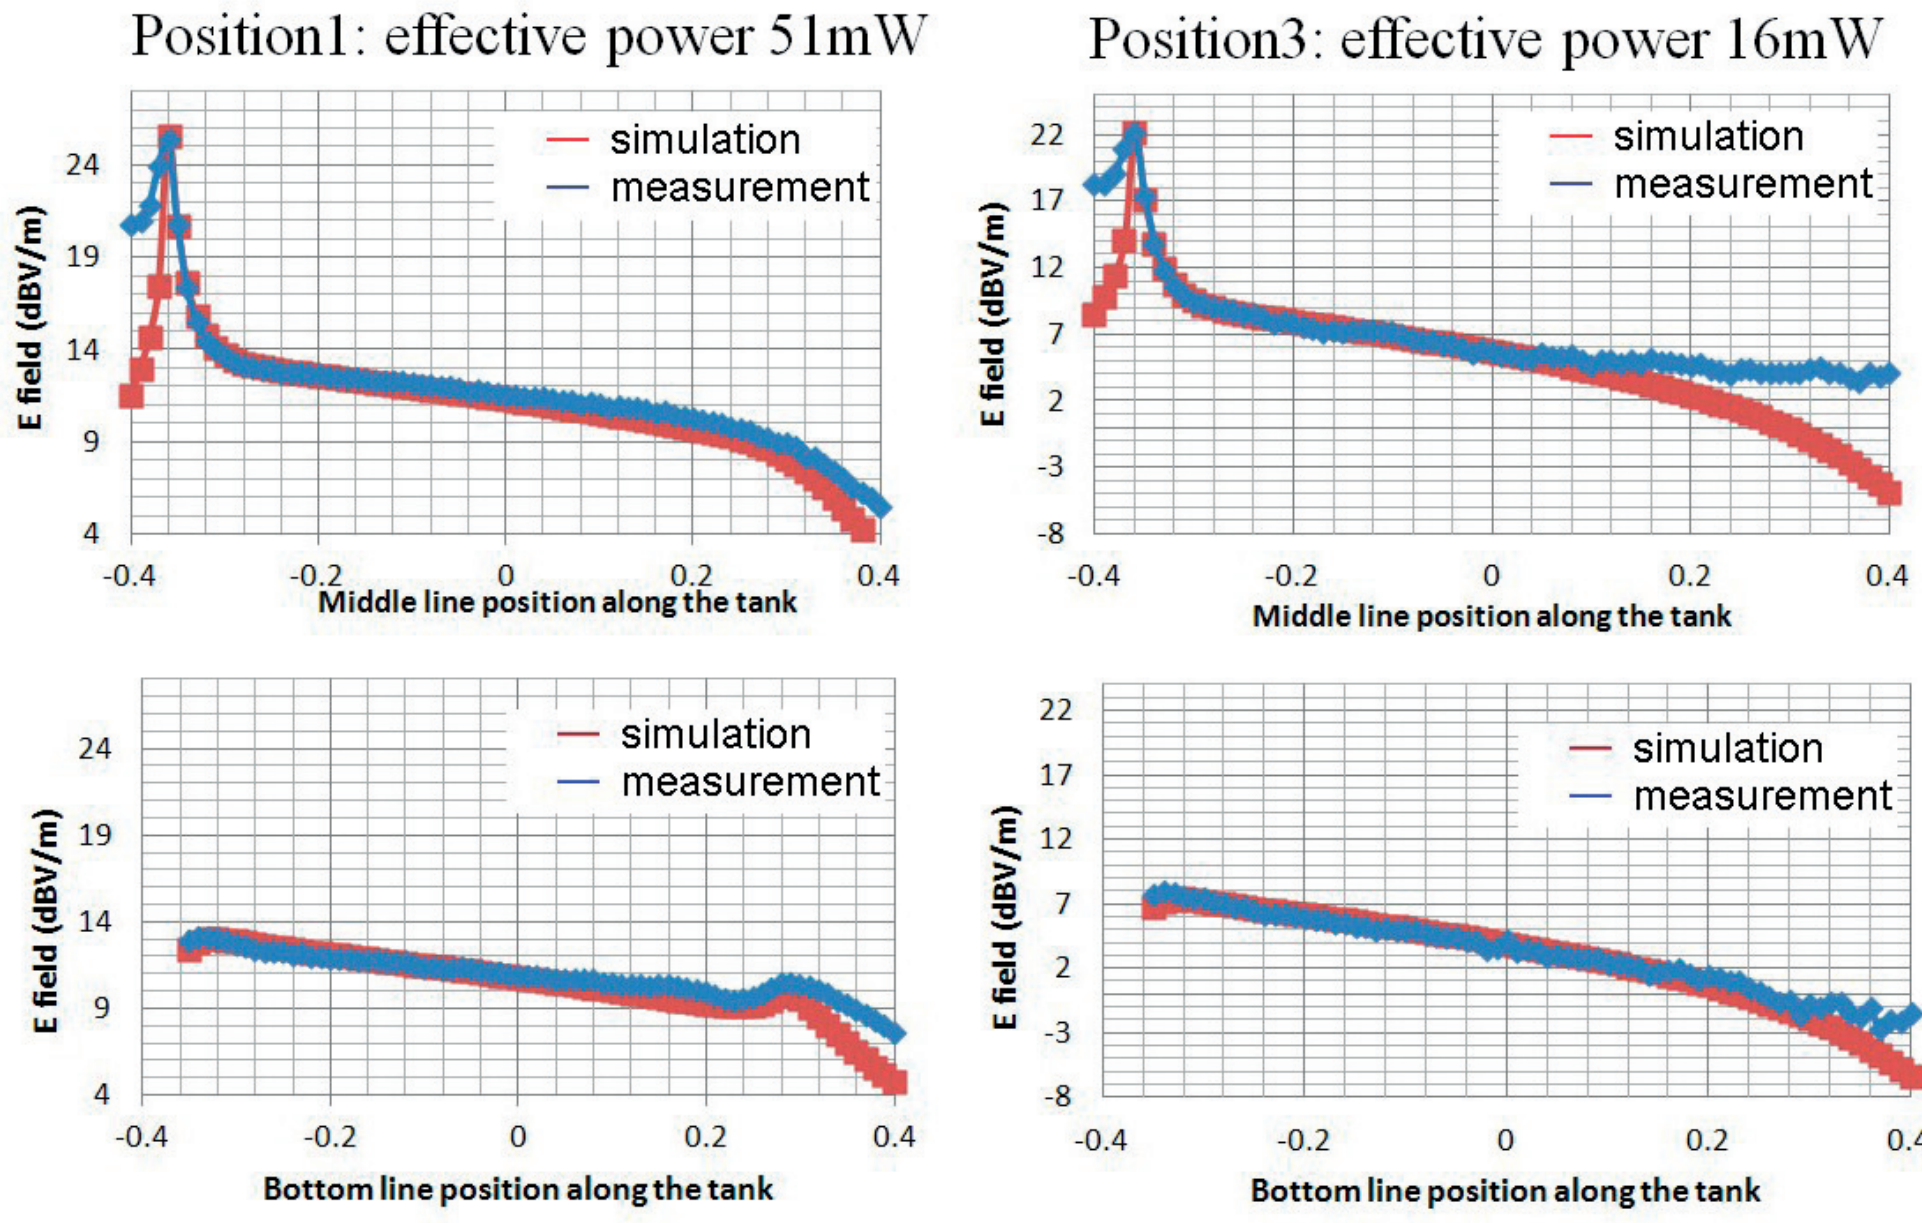 Position1: effective power 51mW
Position3: effective power 16mW
simulation
measurement
E field (dBV/m)
24
19
14
9
4
-0.4 -0.2 0 0.2 0.4
Middle line position along the tank
simulation
measurement
E field (dBV/m)
22
17
12
7
2
-3
-8
-0.4 -0.2 0 0.2 0.4
Middle line position along the tank
simulation
measurement
E field (dBV/m)
24
19
14
9
4
-0.4 -0.2 0 0.2 0.4
Bottom line position along the tank
simulation
measurement
E field (dBV/m)
22
17
12
7
2
-3
-8
-0.4 -0.2 0 0.2 0.4
Bottom line position along the tank